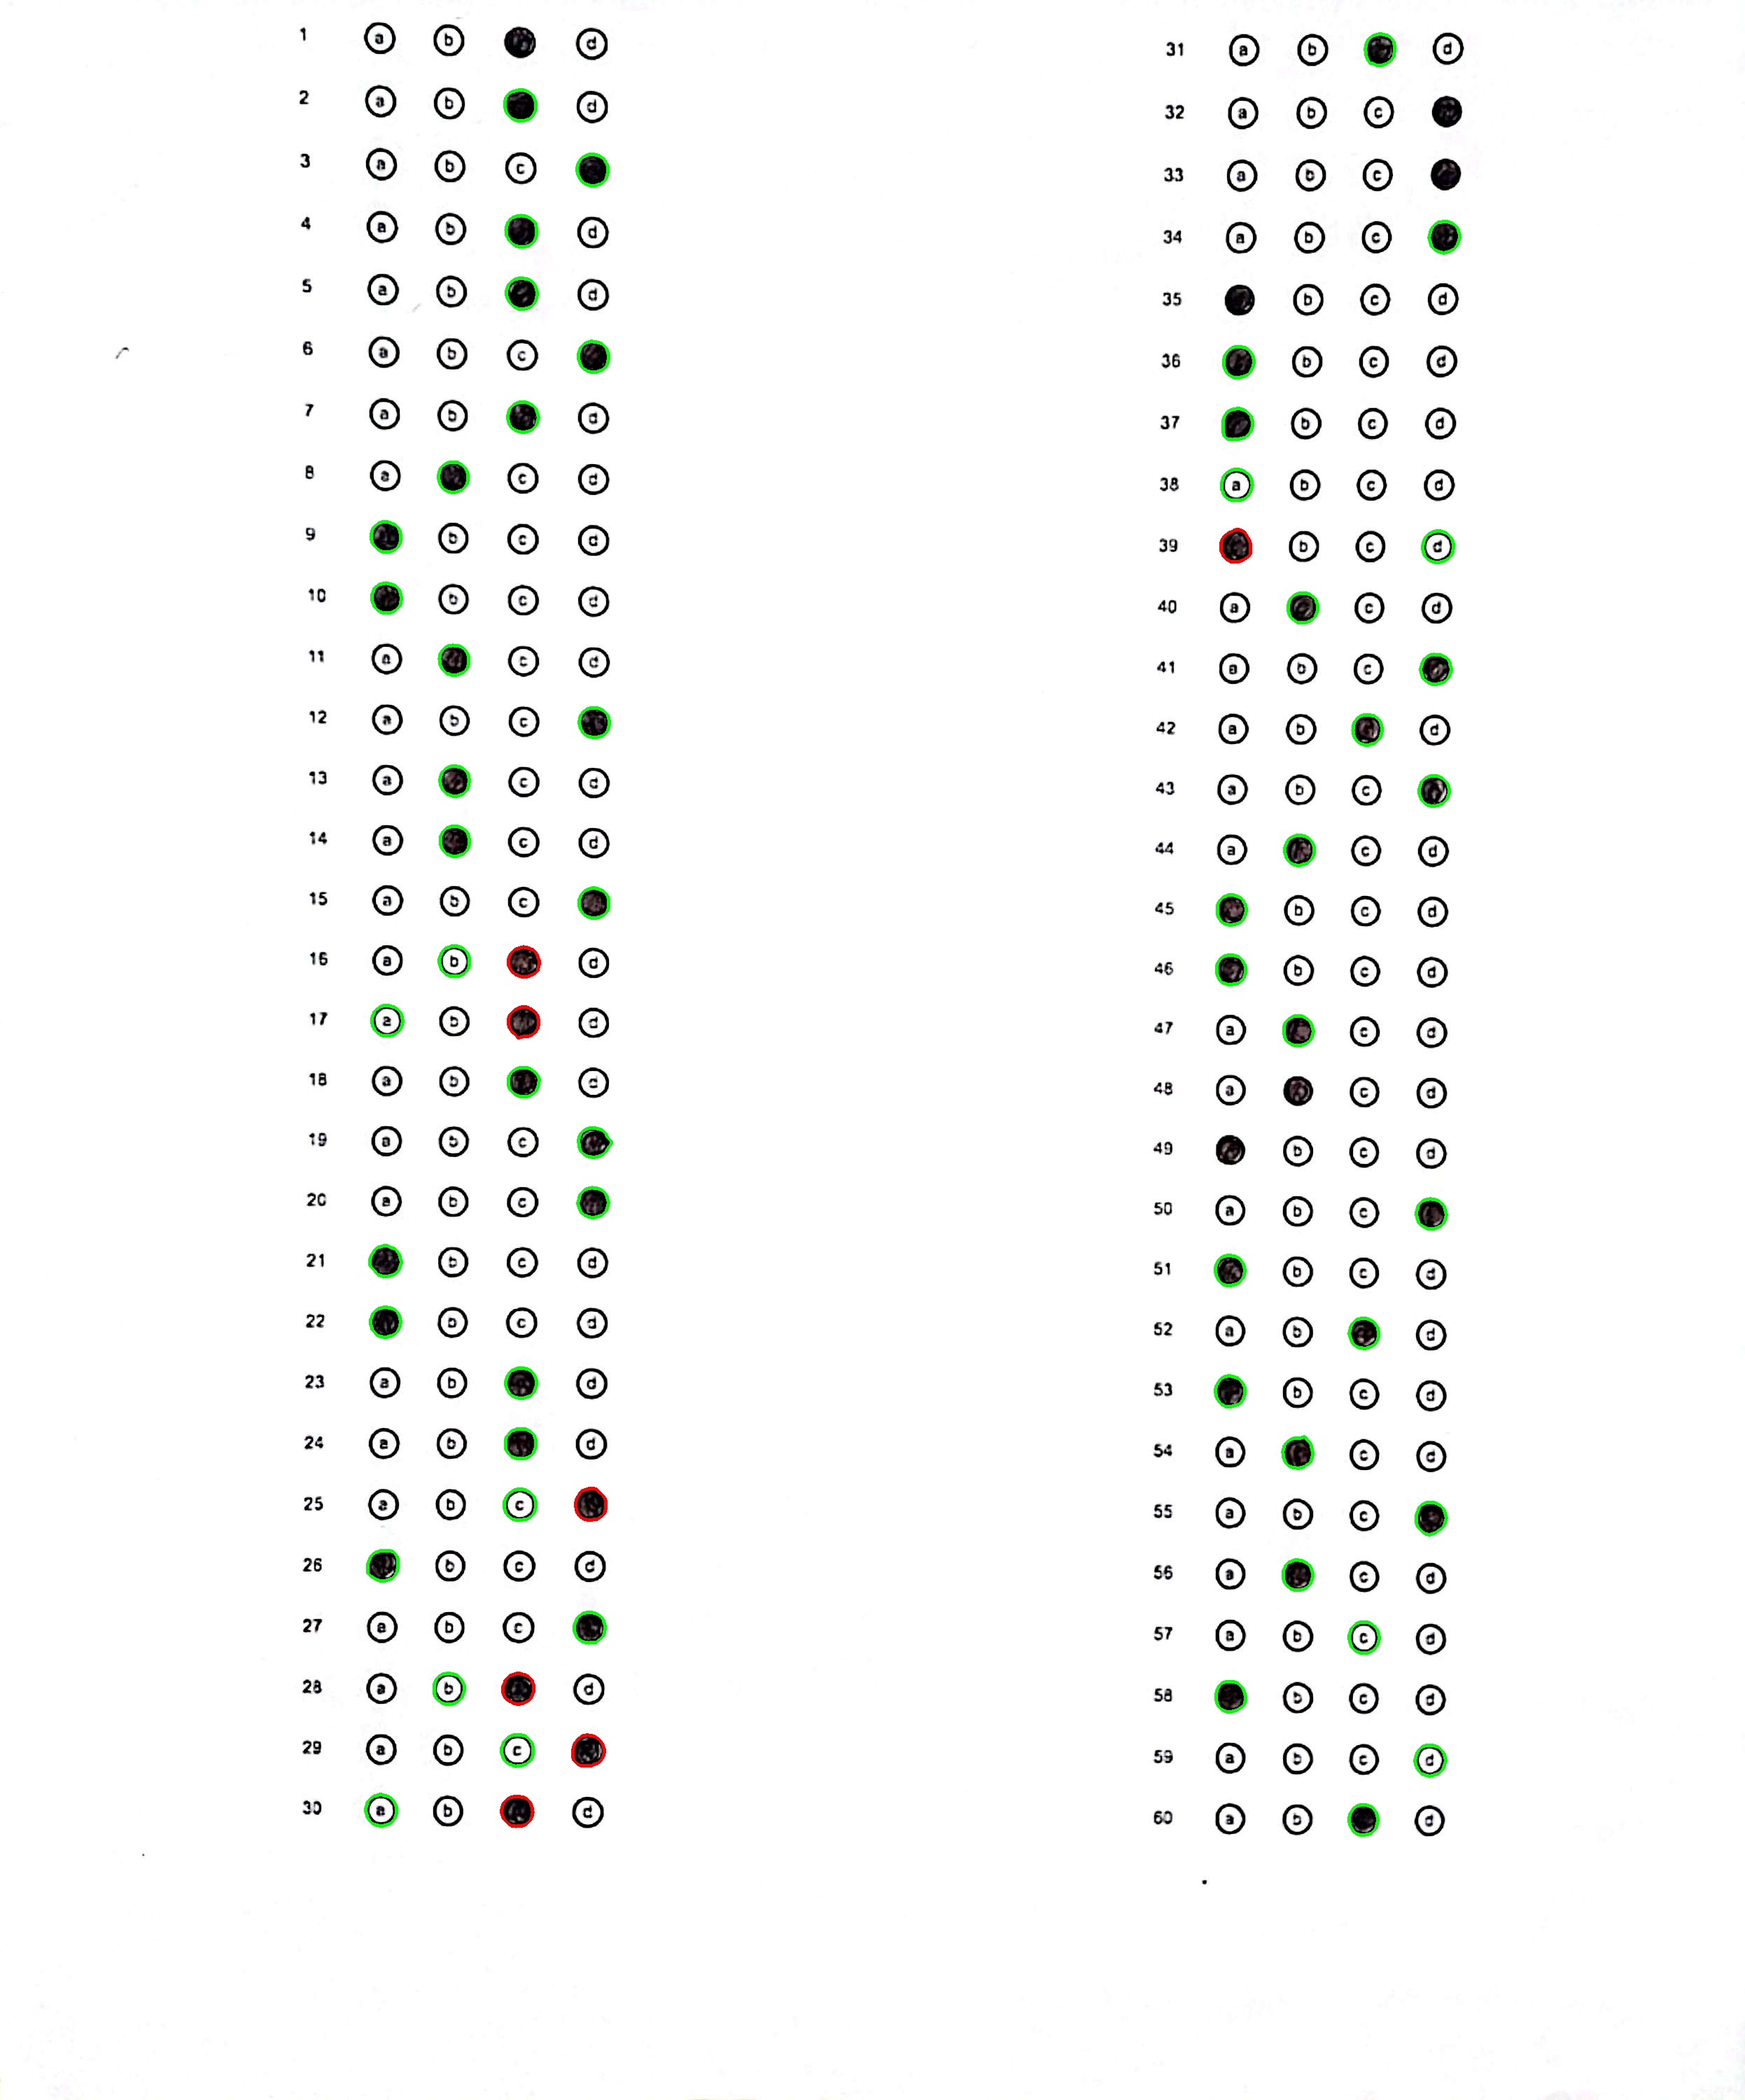 1 a b d
2 a b d
3 a b c
4 a b d
5 a b d
6 a b c
7 a b d
8 a c d
9 b c d
10 b c d
11 a c d
12 a b c
13 a c d
14 a c d
15 a b c
16 a b d
17 a b d
18 a b d
19 a b c
20 a b c
21 b c d
22 b c d
23 a b d
24 a b d
25 a b c
26 b c d
27 a b c
28 a b d
29 a b c
30 a b d
31 a b d
32 a b c
33 a b c
34 a b c
35 b c d
36 b c d
37 b c d
38 a b c d
39 b c d
40 a c d
41 a b c
42 a b d
43 a b c
44 a c d
45 b c d
46 b c d
47 a c d
48 a c d
49 b c d
50 a b c
51 b c d
52 a b d
53 b c d
54 a c d
55 a b c
56 a c d
57 a b c d
58 b c d
59 a b c d
60 a b d